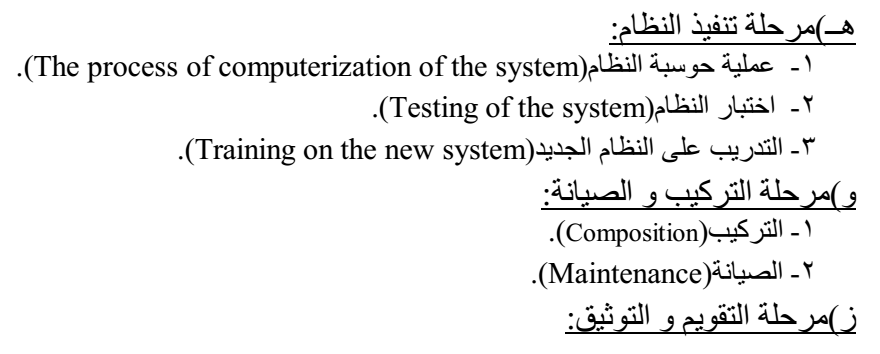 هـ)مرحلة تنفيذ النظام:
١- عملية حوسبة النظام(The process of computerization of the system).
٢- اختبار النظام(Testing of the system).
٣- التدريب على النظام الجديد(Training on the new system).
و)مرحلة التركيب و الصيانة:
١- التركيب(Composition).
٢- الصيانة(Maintenance).
ز)مرحلة التقويم و التوثيق: